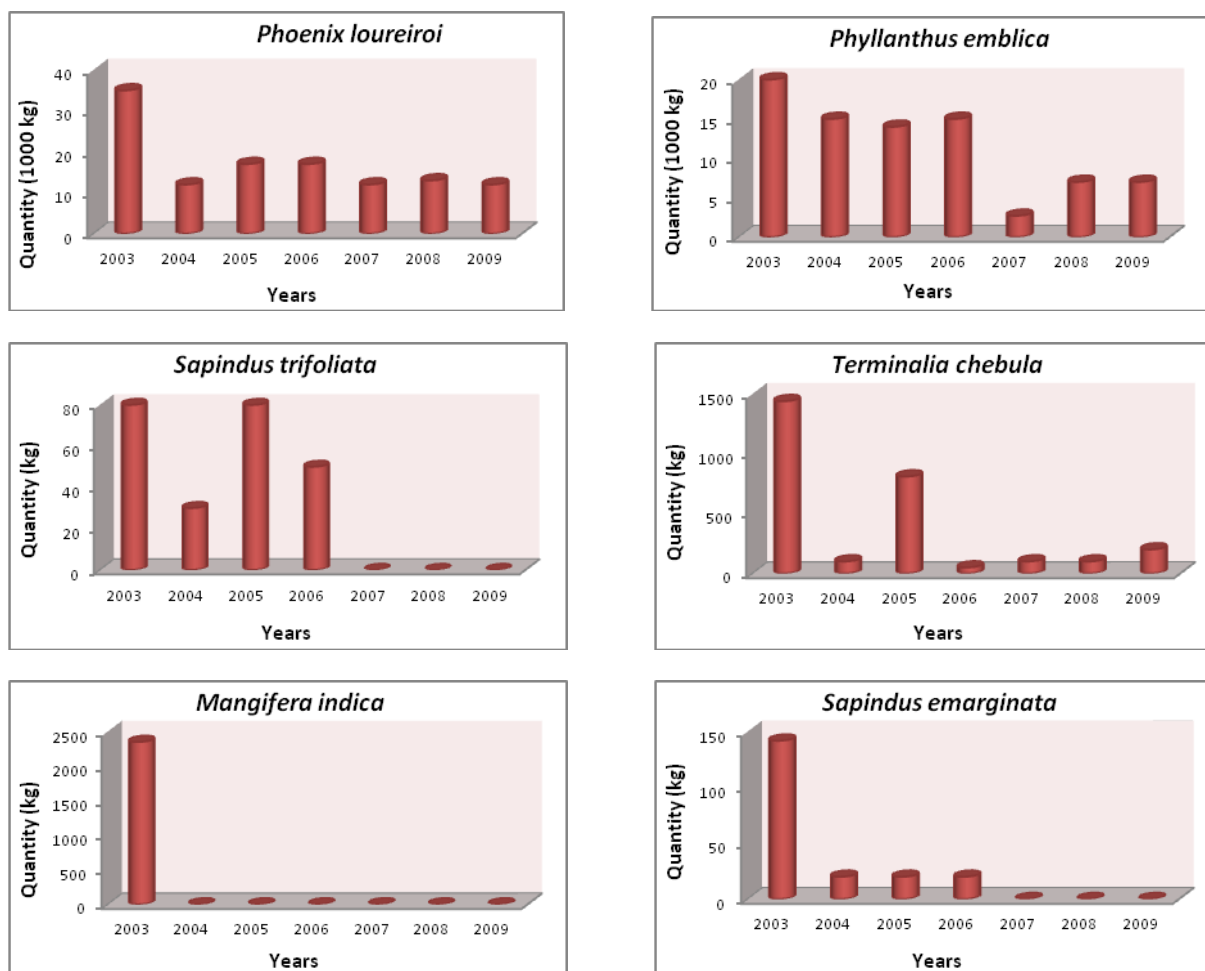 Phoenix loureiroi
Quantity (1000 kg)
40
30
20
10
0
2003 2004 2005 2006 2007 2008 2009
Years
Phyllanthus emblica
Quantity (1000 kg)
20
15
10
5
0
2003 2004 2005 2006 2007 2008 2009
Years
Sapindus trifoliata
Quantity (kg)
80
60
40
20
0
2003 2004 2005 2006 2007 2008 2009
Years
Terminalia chebula
Quantity (kg)
1500
1000
500
0
2003 2004 2005 2006 2007 2008 2009
Years
Mangifera indica
Quantity (kg)
2500
2000
1500
1000
500
0
2003 2004 2005 2006 2007 2008 2009
Years
Sapindus emarginata
Quantity (kg)
150
100
50
0
2003 2004 2005 2006 2007 2008 2009
Years